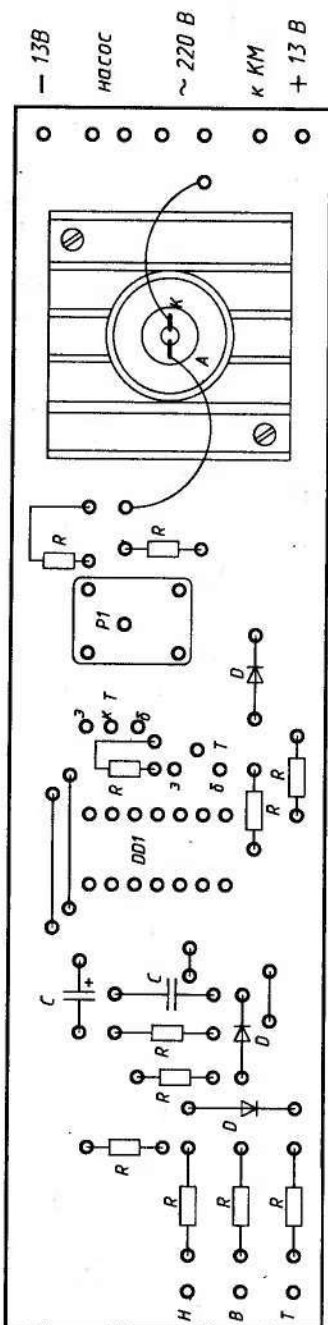 – 13В
насос
~ 220 В
к КМ
+ 13 В
К
А
R
R
P1
з
к
Т
б
R
з
Т
б
D
R
R
DD1
С
+
С
R
R
D
D
R
R
R
R
Н
В
Т